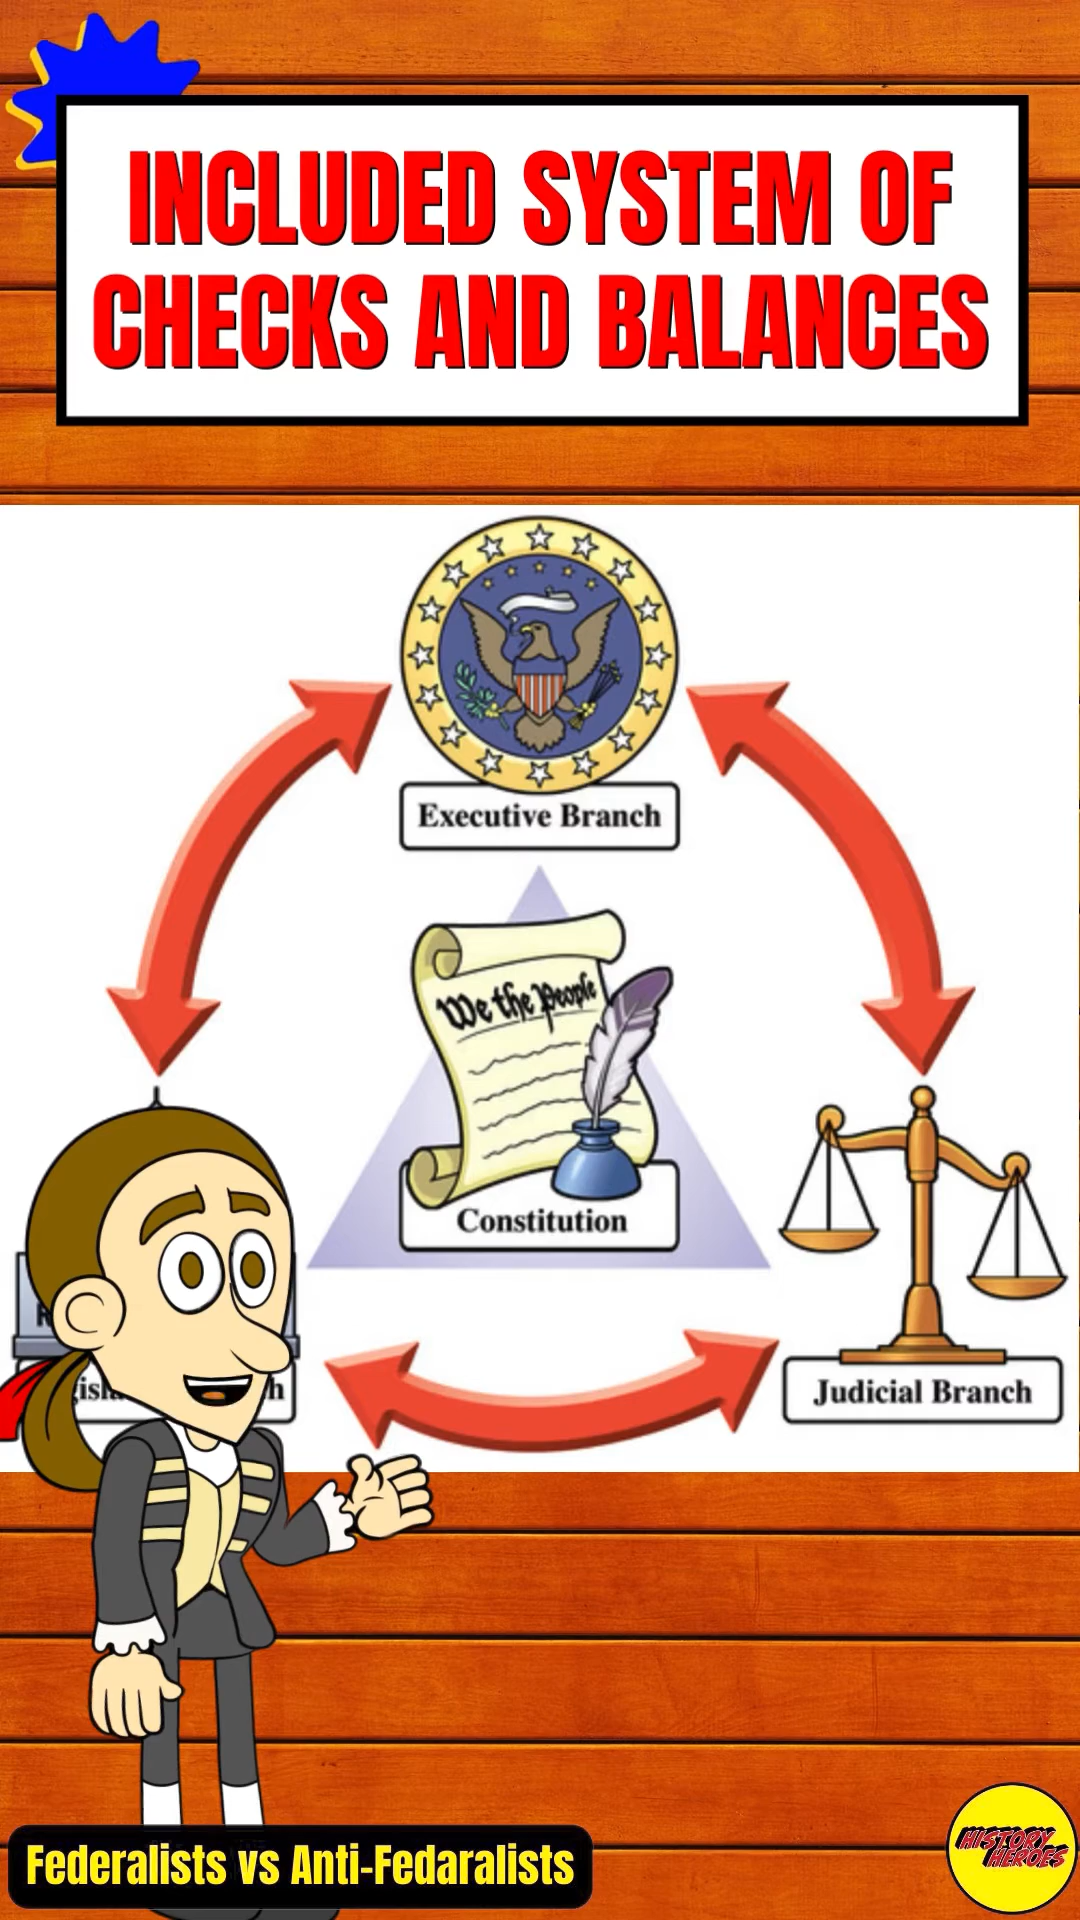 INCLUDED SYSTEM OF
CHECKS AND BALANCES
Executive Branch
We the People
Constitution
Judicial Branch
Federalists vs Anti-Fedaralists
HISTORY
HEROES